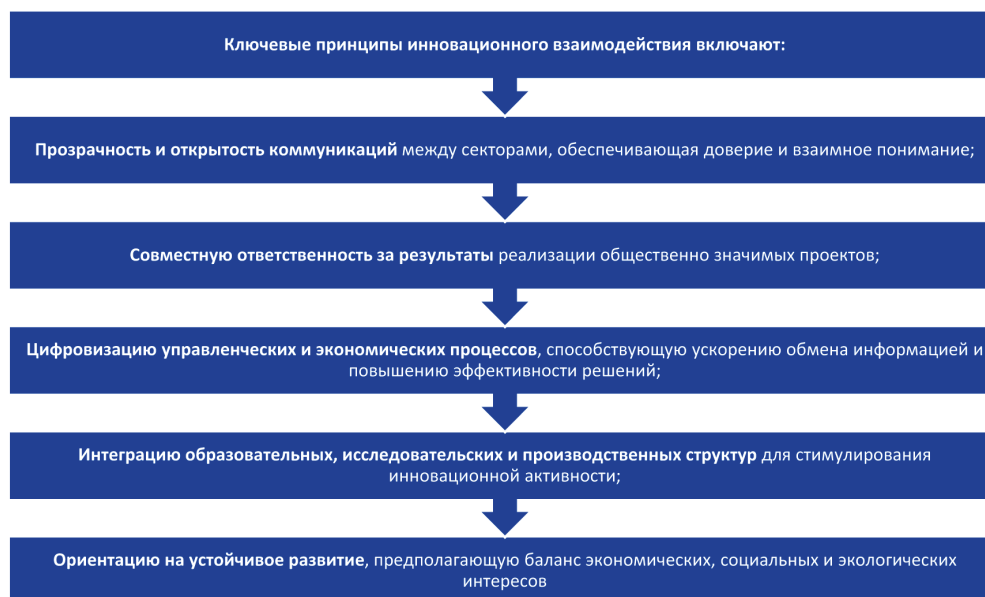 Ключевые принципы инновационного взаимодействия включают:
Прозрачность и открытость коммуникаций между секторами, обеспечивающая доверие и взаимное понимание;
Совместную ответственность за результаты реализации общественно значимых проектов;
Цифровизацию управленческих и экономических процессов, способствующую ускорению обмена информацией и
повышению эффективности решений;
Интеграцию образовательных, исследовательских и производственных структур для стимулирования
инновационной активности;
Ориентацию на устойчивое развитие, предполагающую баланс экономических, социальных и экологических
интересов